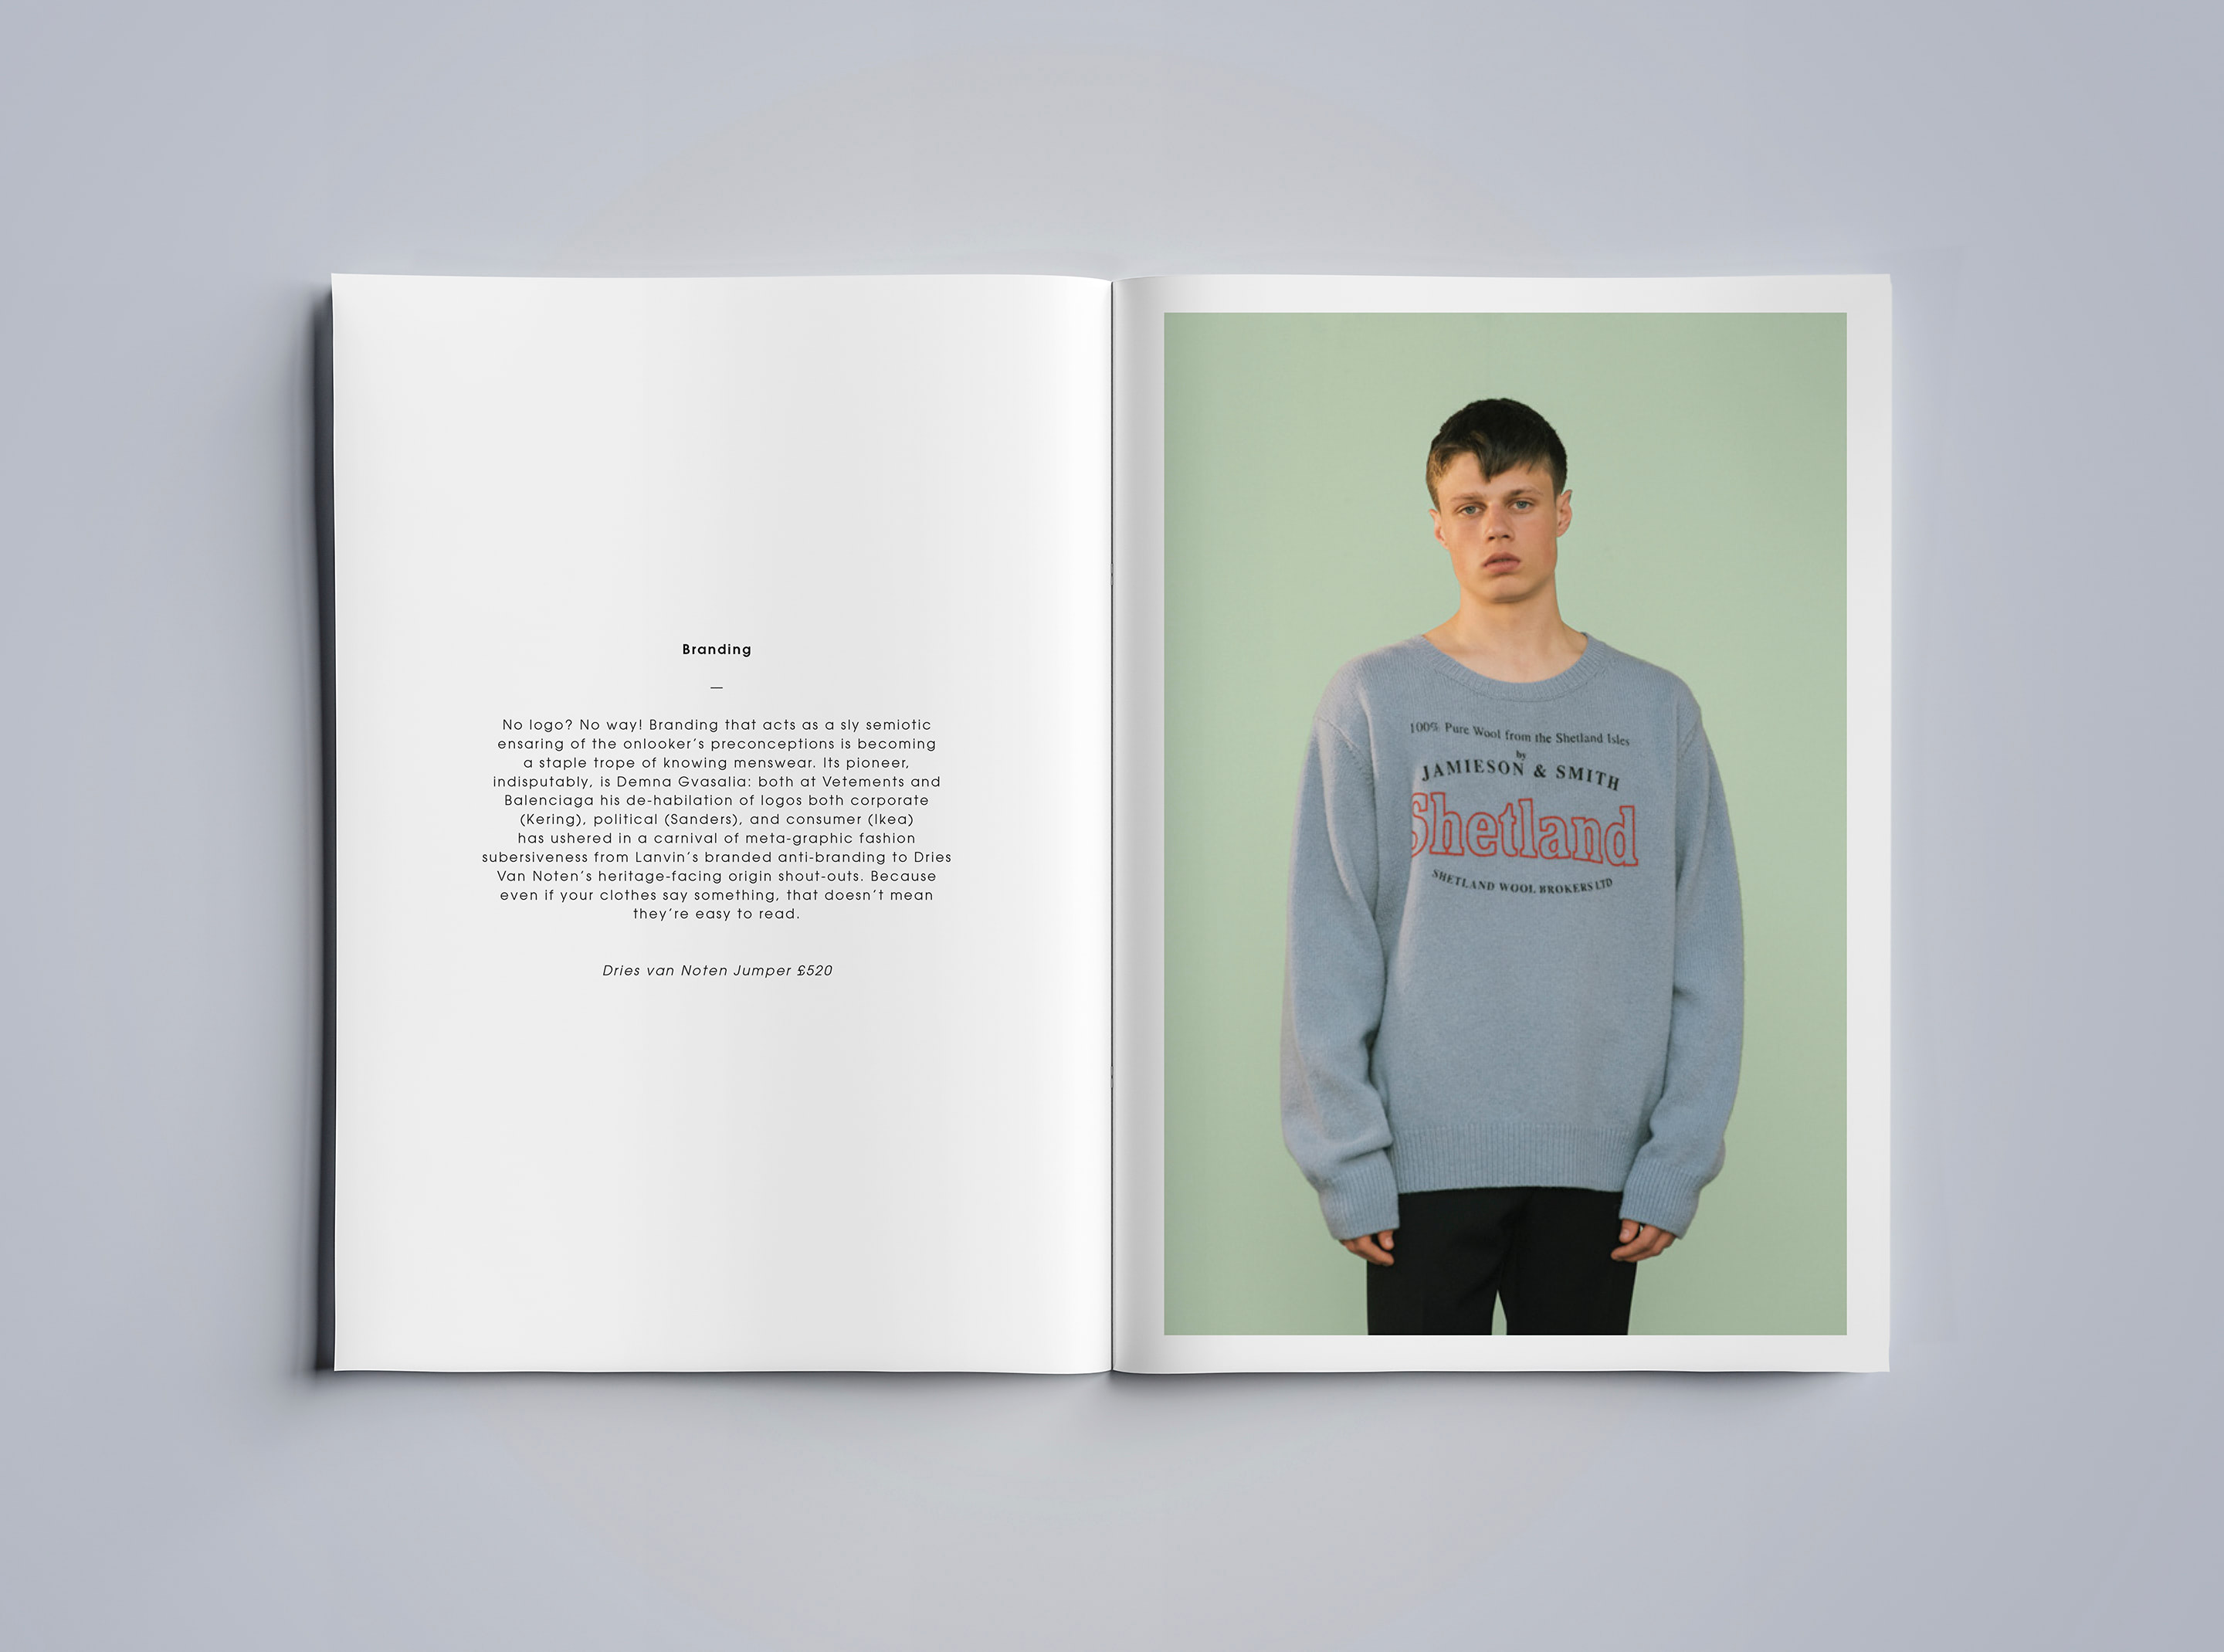 Branding
—
No logo? No way! Branding that acts as a sly semiotic
ensaring of the onlooker’s preconceptions is becoming
a staple trope of knowing menswear. Its pioneer,
indisputably, is Demna Gvasalia: both at Vetements and
Balenciaga his de-habilation of logos both corporate
(Kering), political (Sanders), and consumer (Ikea)
has ushered in a carnival of meta-graphic fashion
subersiveness from Lanvin’s branded anti-branding to Dries
Van Noten’s heritage-facing origin shout-outs. Because
even if your clothes say something, that doesn’t mean
they’re easy to read.
Dries van Noten Jumper £520
100% Pure Wool from the Shetland Isles
by
JAMIESON & SMITH
Shetland
SHETLAND WOOL BROKERS LTD